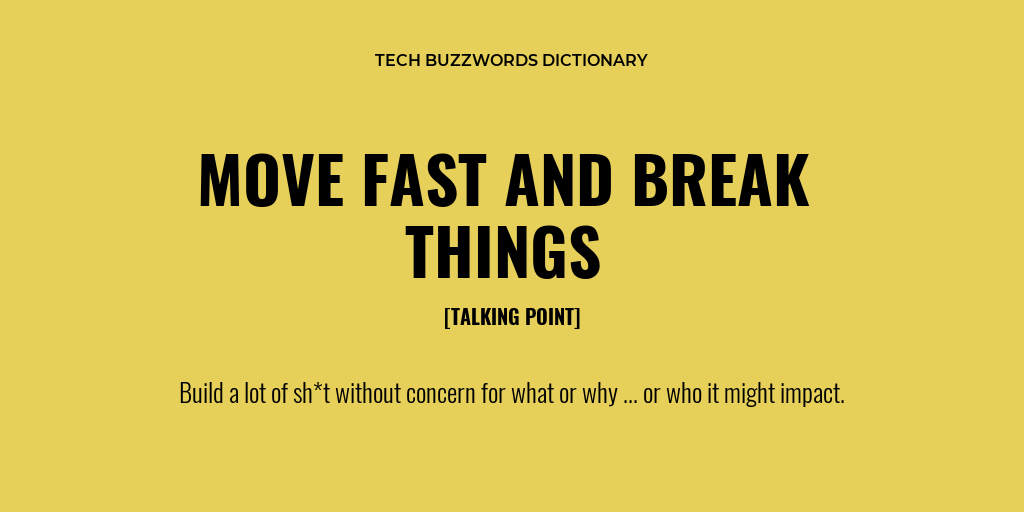 TECH BUZZWORDS DICTIONARY
MOVE FAST AND BREAK
THINGS
[TALKING POINT]
Build a lot of sh*t without concern for what or why ... or who it might impact.